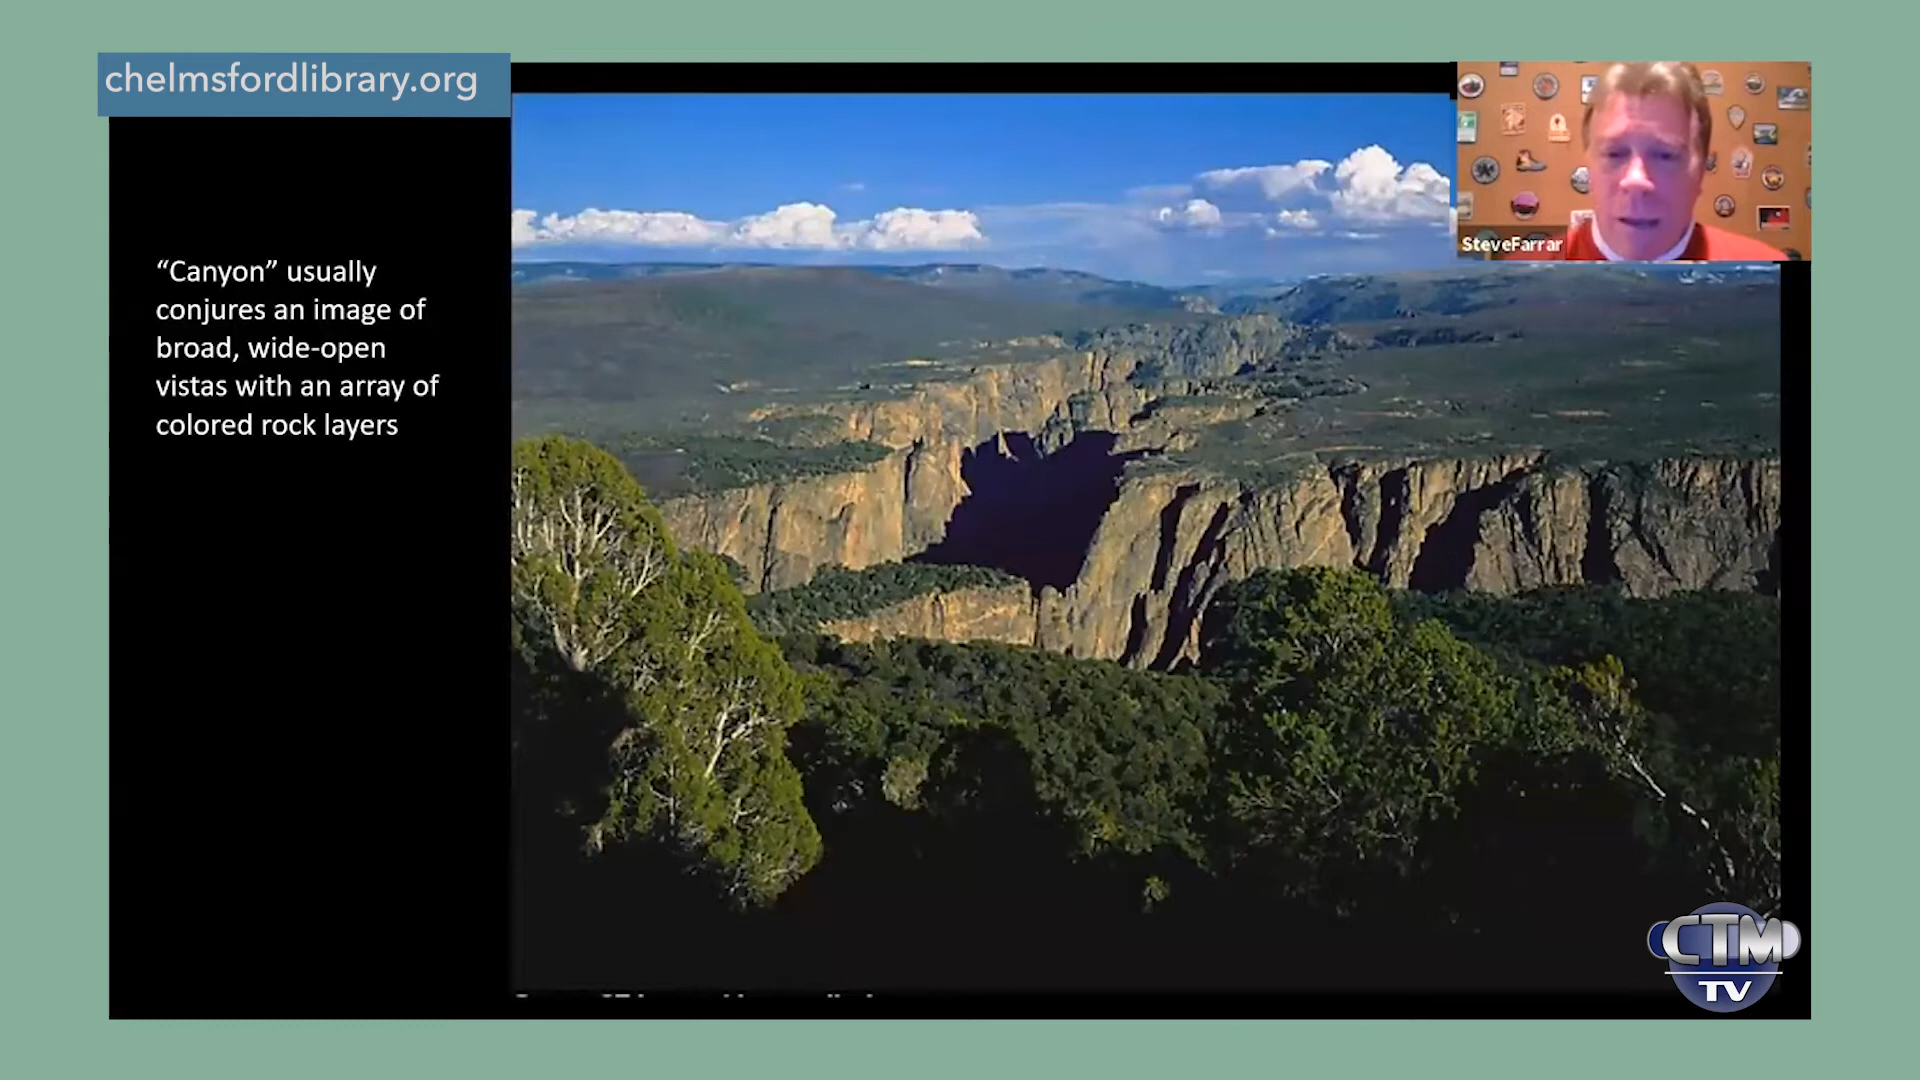 chelmsfordlibrary.org
“Canyon” usually
conjures an image of
broad, wide-open
vistas with an array of
colored rock layers
SteveFarrar
CTM
TV